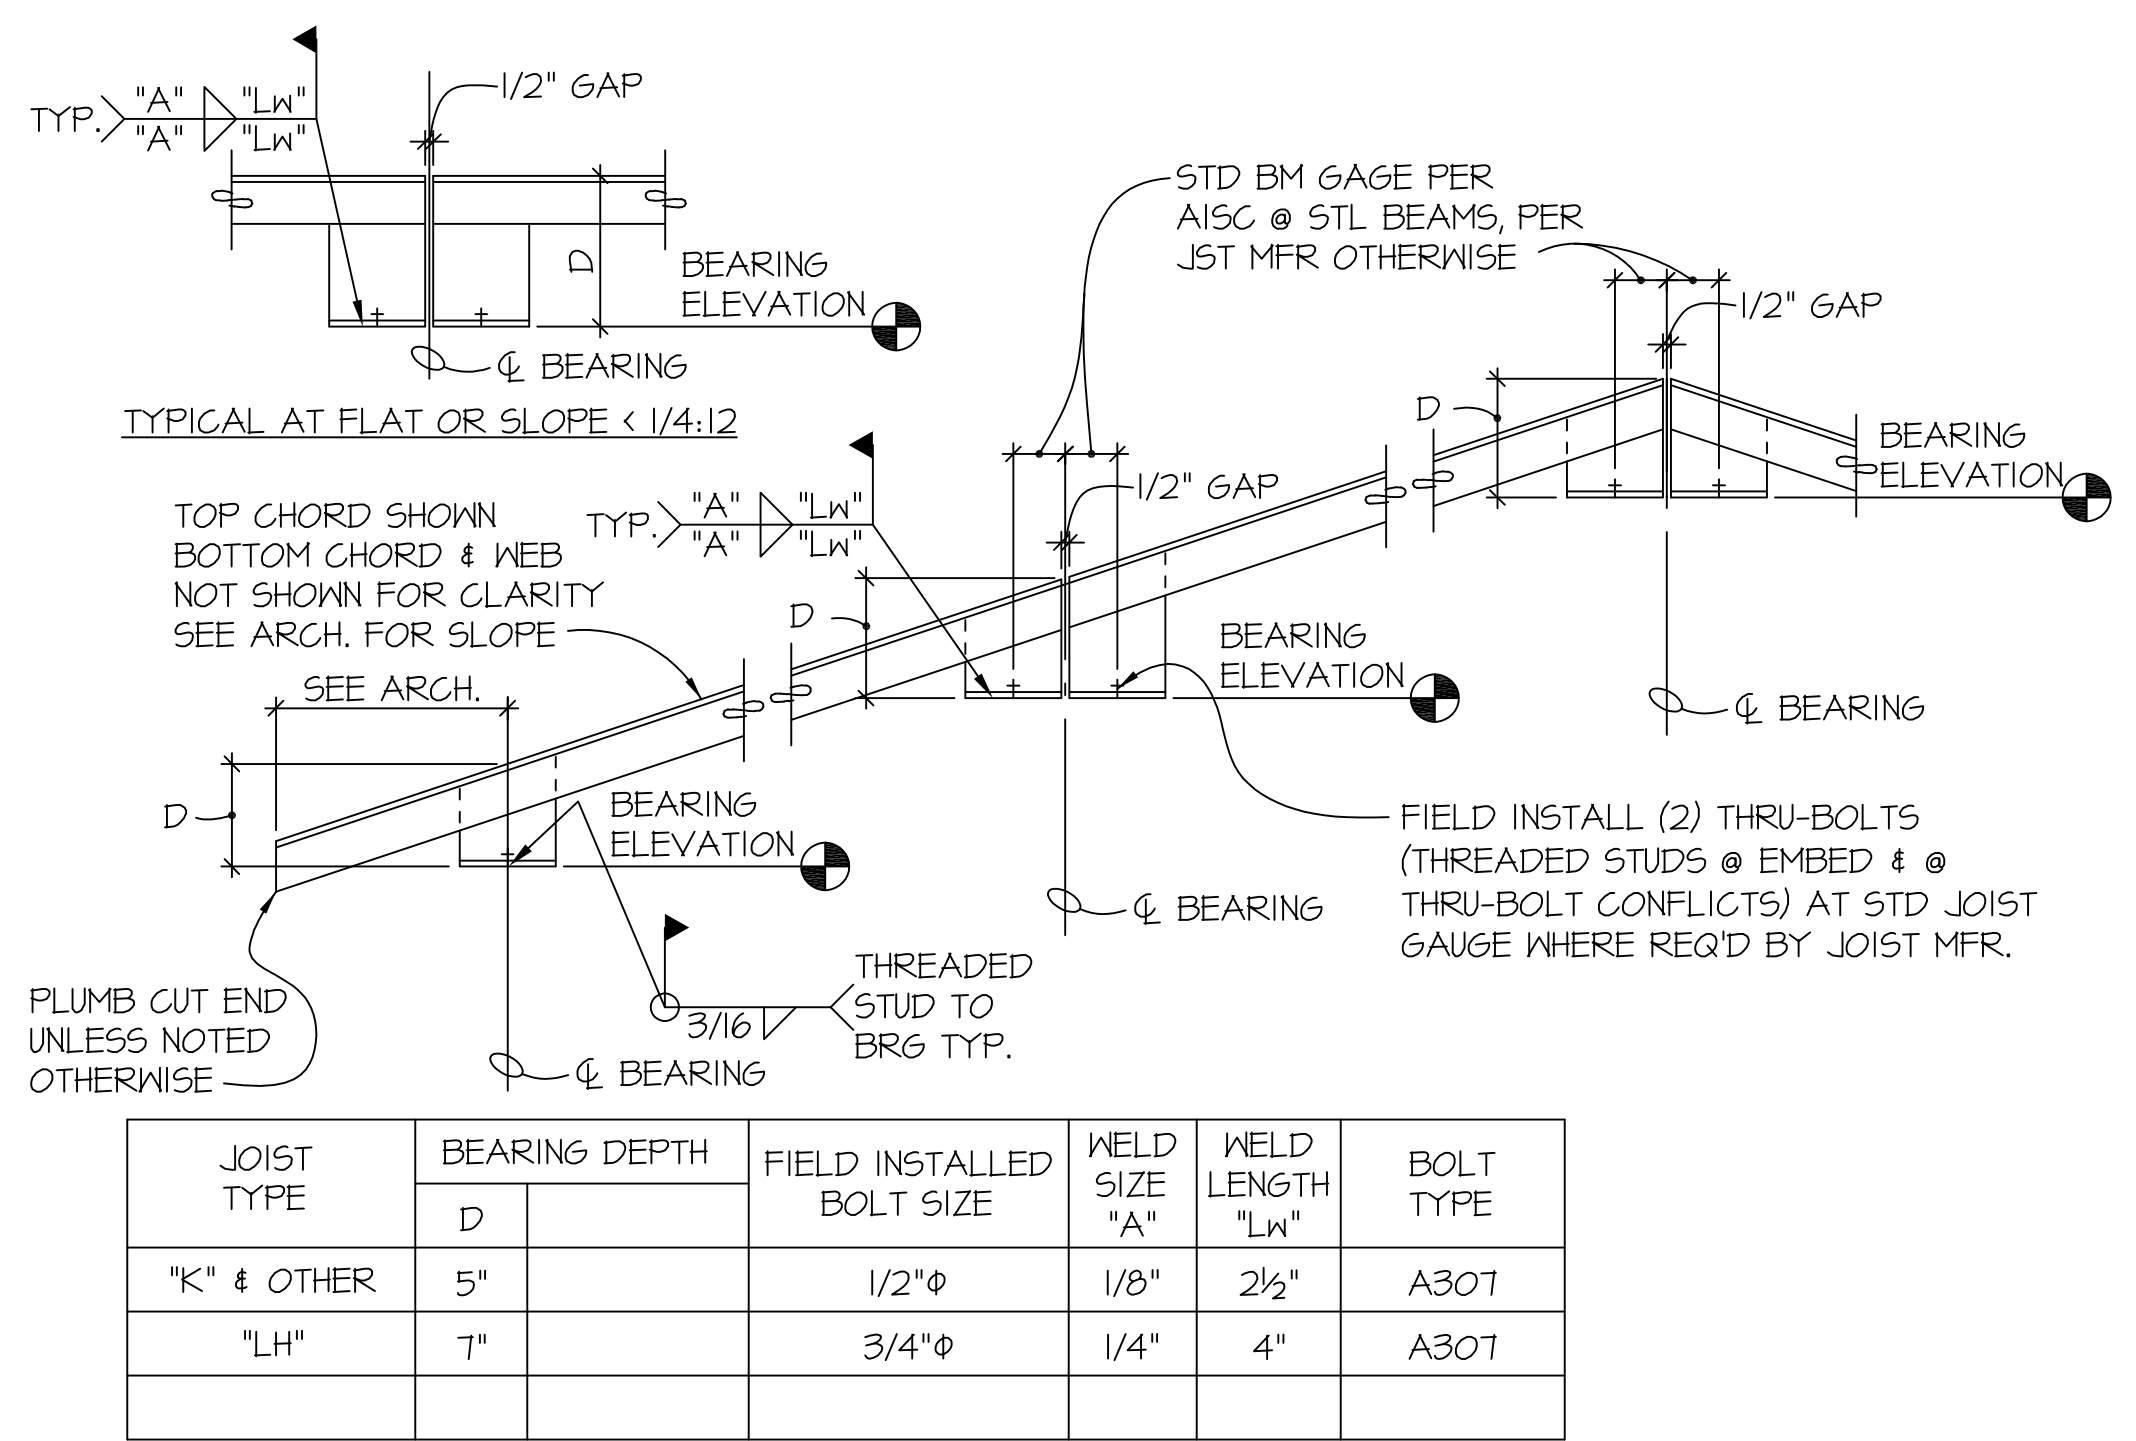 TYP.
"A" "Lw"
"A" "Lw"
1/2" GAP
D
BEARING
ELEVATION
℄ BEARING
TYPICAL AT FLAT OR SLOPE < 1/4:12
STD BM GAGE PER
AISC @ STL BEAMS, PER
JST MFR OTHERWISE
1/2" GAP
D
BEARING
ELEVATION
℄ BEARING
TYP.
"A" "Lw"
"A" "Lw"
1/2" GAP
D
BEARING
ELEVATION
℄ BEARING
TOP CHORD SHOWN
BOTTOM CHORD & WEB
NOT SHOWN FOR CLARITY
SEE ARCH. FOR SLOPE
SEE ARCH.
D
BEARING
ELEVATION
FIELD INSTALL (2) THRU-BOLTS
(THREADED STUDS @ EMBED & @
THRU-BOLT CONFLICTS) AT STD JOIST
GAUGE WHERE REQ'D BY JOIST MFR.
PLUMB CUT END
UNLESS NOTED
OTHERWISE
3/16
THREADED
STUD TO
BRG TYP.
℄ BEARING
JOIST
TYPE
BEARING DEPTH
D
FIELD INSTALLED
BOLT SIZE
WELD
SIZE
"A"
WELD
LENGTH
"Lw"
BOLT
TYPE
"K" & OTHER 5" 1/2"Φ 1/8" 2½" A307
"LH" 7" 3/4"Φ 1/4" 4" A307